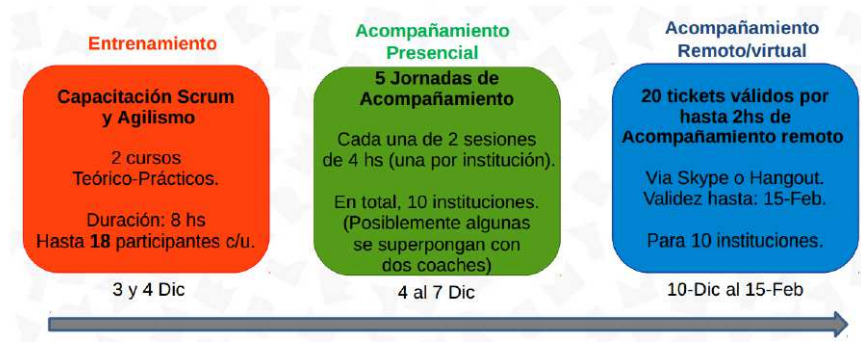 Entrenamiento
Capacitación Scrum
y Agilismo
2 cursos
Teórico-Prácticos.
Duración: 8 hs
Hasta 18 participantes c/u.
3 y 4 Dic
Acompañamiento
Presencial
5 Jornadas de
Acompañamiento
Cada una de 2 sesiones
de 4 hs (una por institución).
En total, 10 instituciones.
(Posiblemente algunas
se superpongan con
dos coaches)
4 al 7 Dic
Acompañamiento
Remoto/virtual
20 tickets válidos por
hasta 2hs de
Acompañamiento remoto
Via Skype o Hangout.
Validez hasta: 15-Feb.
Para 10 instituciones.
10-Dic al 15-Feb